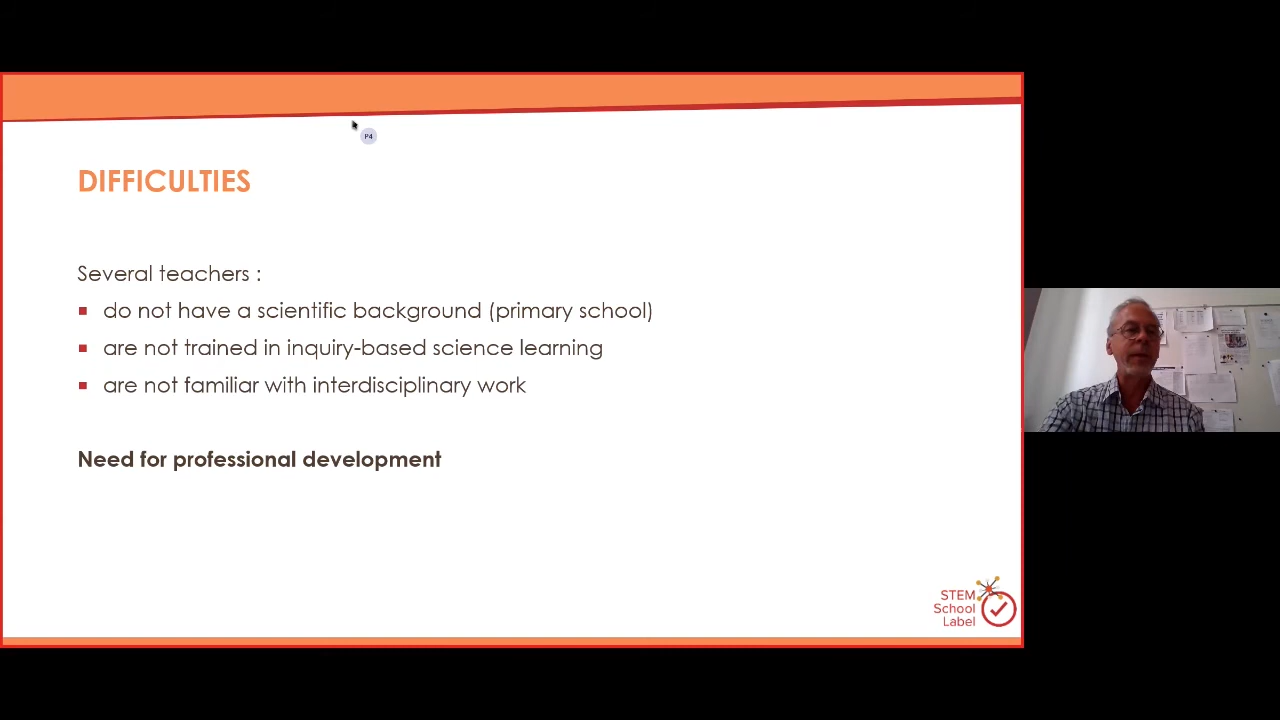 P4
DIFFICULTIES
Several teachers :
do not have a scientific background (primary school)
are not trained in inquiry-based science learning
are not familiar with interdisciplinary work
Need for professional development
STEM
School
Label